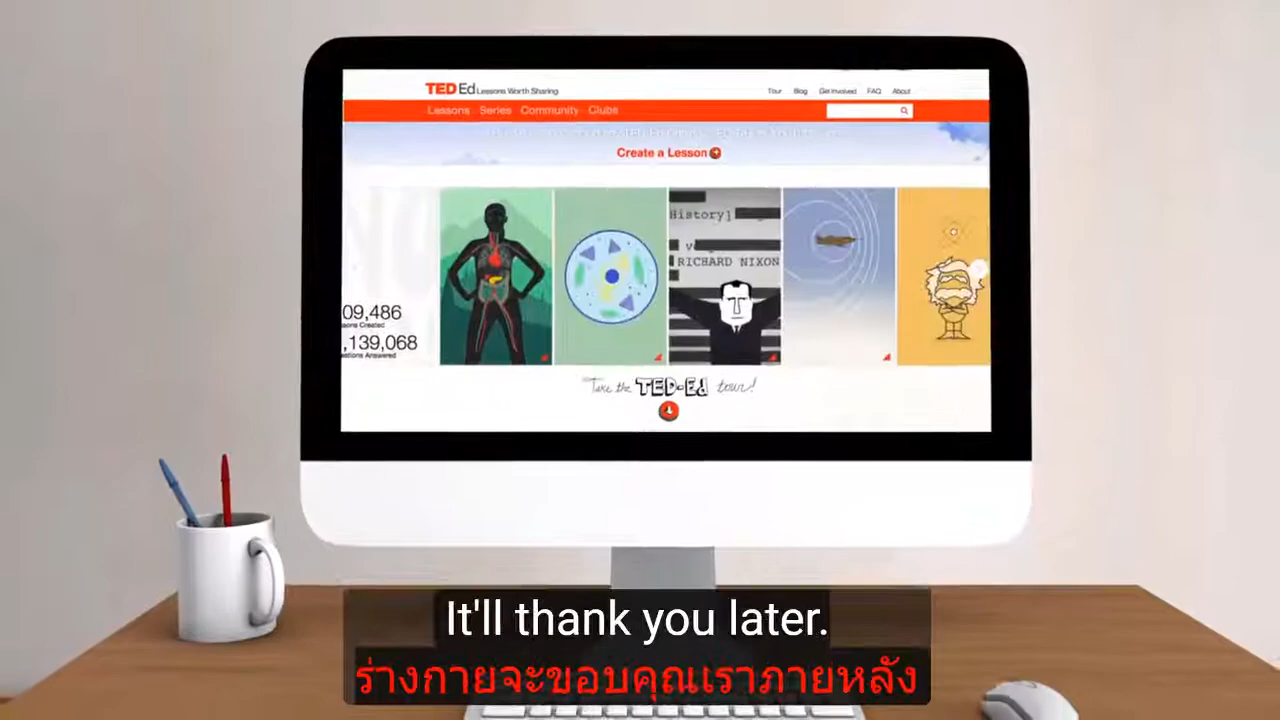 TED Ed Lessons Worth Sharing
Tour Blog Get Involved FAQ About
Lessons Series Community Clubs
Create a Lesson
History]
RICHARD NIXON
09,486
,139,068
Take the TED-Ed tour!
It'll thank you later.
ร่างกายจะขอบคุณเราภายหลัง